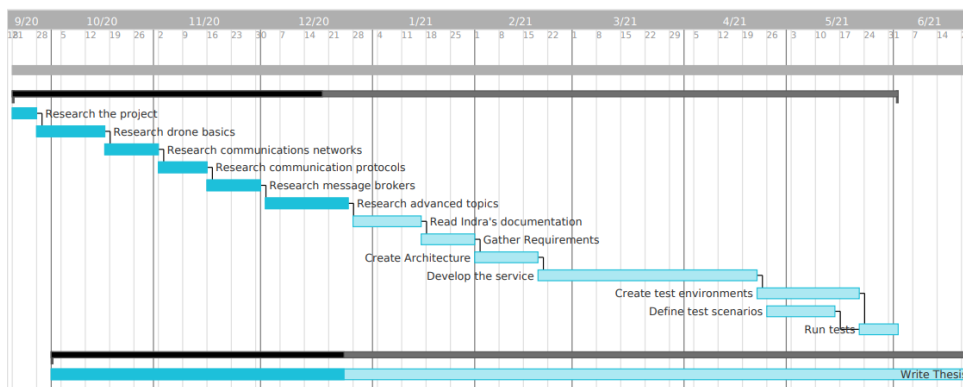 9/20 10/20 11/20 12/20 1/21 2/21 3/21 4/21 5/21 6/21
21 28 5 12 19 26 2 9 16 23 30 7 14 21 28 4 11 18 25 1 8 15 22 1 8 15 22 29 5 12 19 26 3 10 17 24 31 7 14
Research the project
Research drone basics
Research communications networks
Research communication protocols
Research message brokers
Research advanced topics
Read Indra's documentation
Gather Requirements
Create Architecture
Develop the service
Create test environments
Define test scenarios
Run tests
Write Thesis